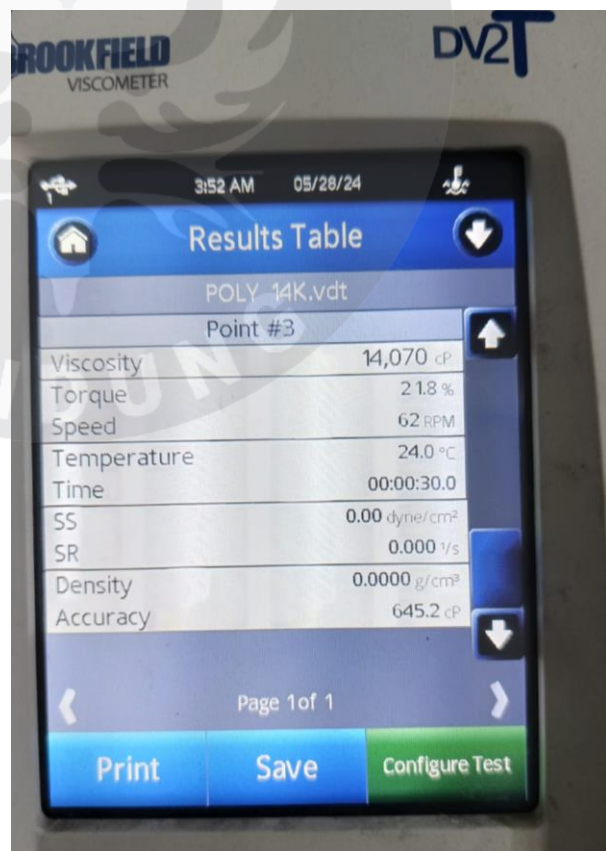 BROOKFIELD
VISCOMETER
DV2T
1
3:52 AM 05/28/24
Results Table
POLY_14K.vdt
Point #3
Viscosity 14,070 cP
Torque 21.8 %
Speed 62 RPM
Temperature 24.0 °C
Time 00:00:30.0
SS 0.00 dyne/cm²
SR 0.000 1/s
Density 0.0000 g/cm³
Accuracy 645.2 cP
Page 1of 1
Print Save Configure Test